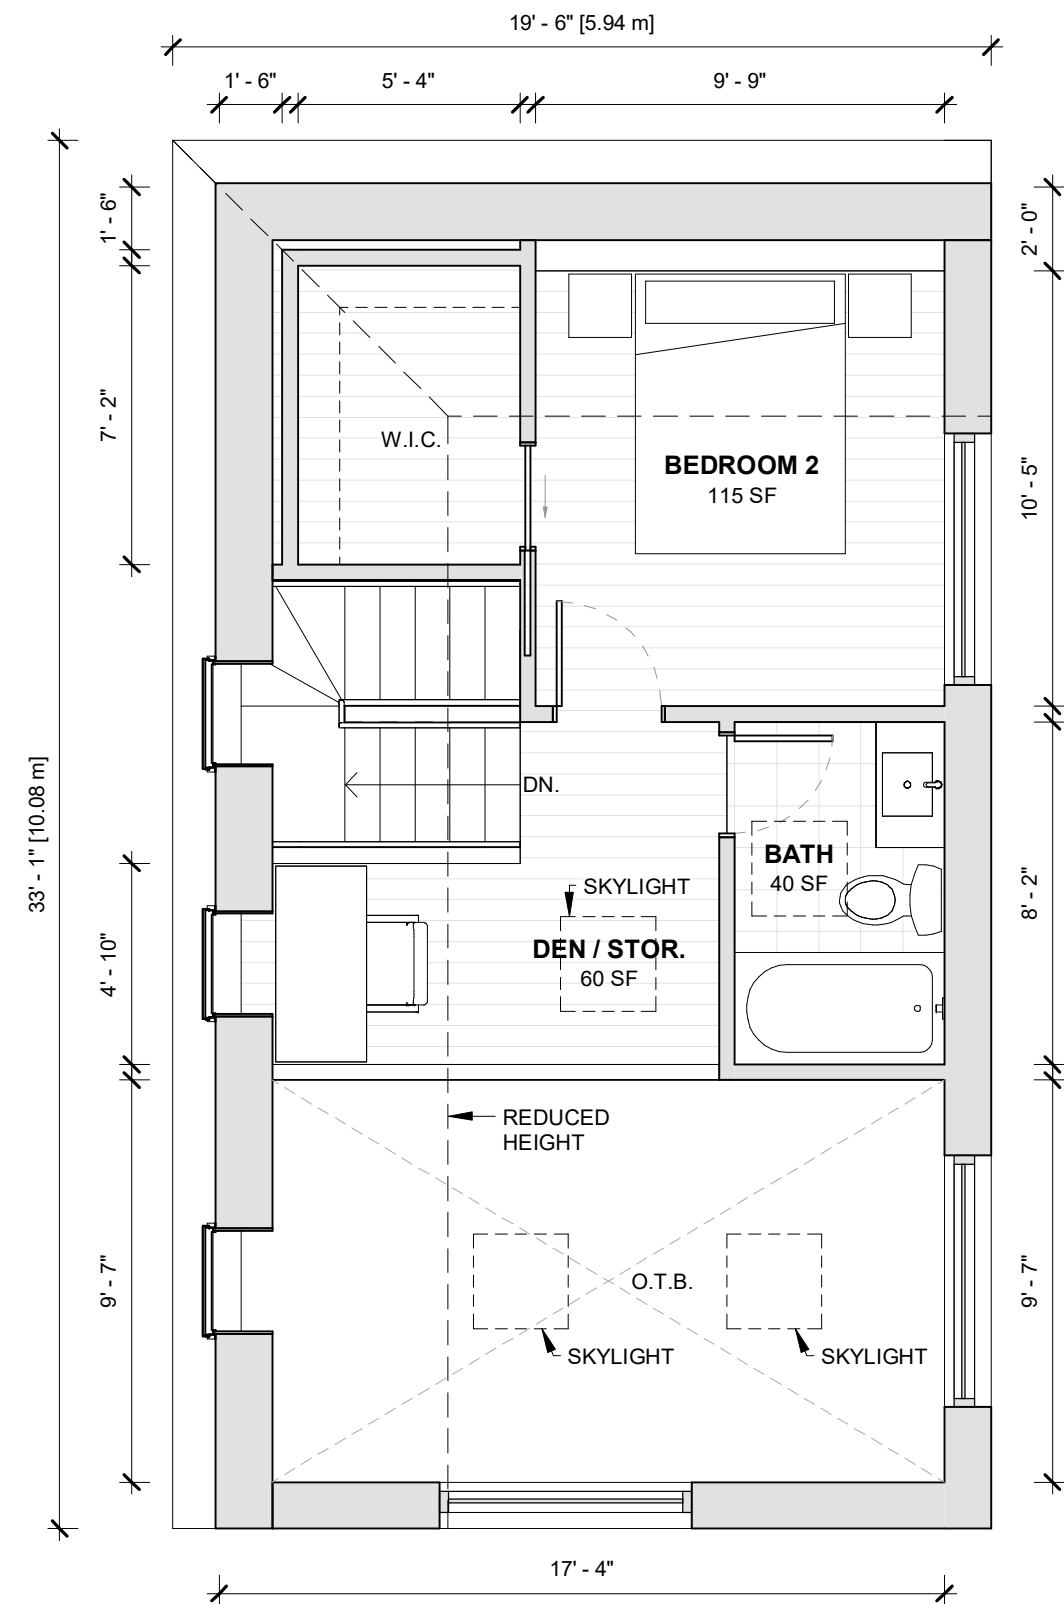 19' - 6" [5.94 m]
1' - 6"
5' - 4"
9' - 9"
1' - 6"
2' - 0"
7' - 2"
W.I.C.
BEDROOM 2
115 SF
10' - 5"
33' - 1" [10.08 m]
DN.
BATH
40 SF
SKYLIGHT
DEN / STOR.
60 SF
8' - 2"
4' - 10"
REDUCED
HEIGHT
9' - 7"
O.T.B.
9' - 7"
SKYLIGHT
SKYLIGHT
17' - 4"